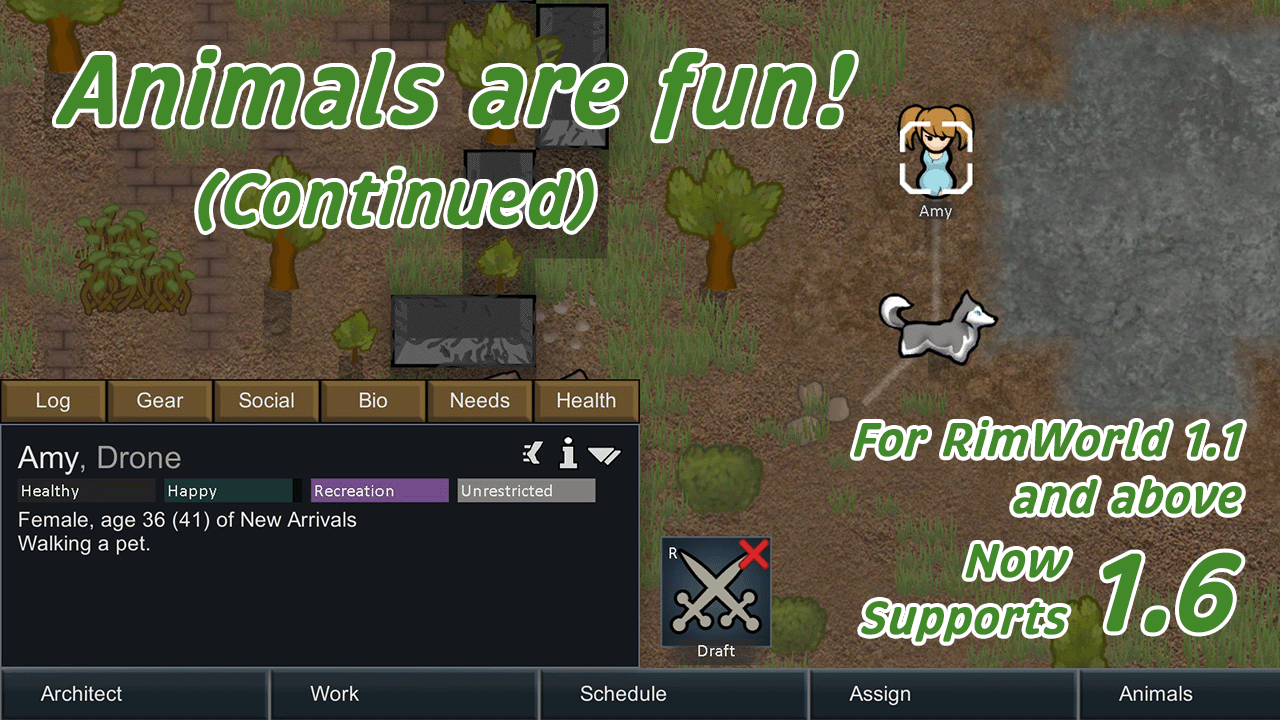 Animals are fun!
(Continued)
Amy
For RimWorld 1.1
and above
Now
Supports 1.6
Log Gear Social Bio Needs Health
Amy, Drone
Healthy Happy Recreation Unrestricted
Female, age 36 (41) of New Arrivals
Walking a pet.
R
Draft
Architect Work Schedule Assign Animals